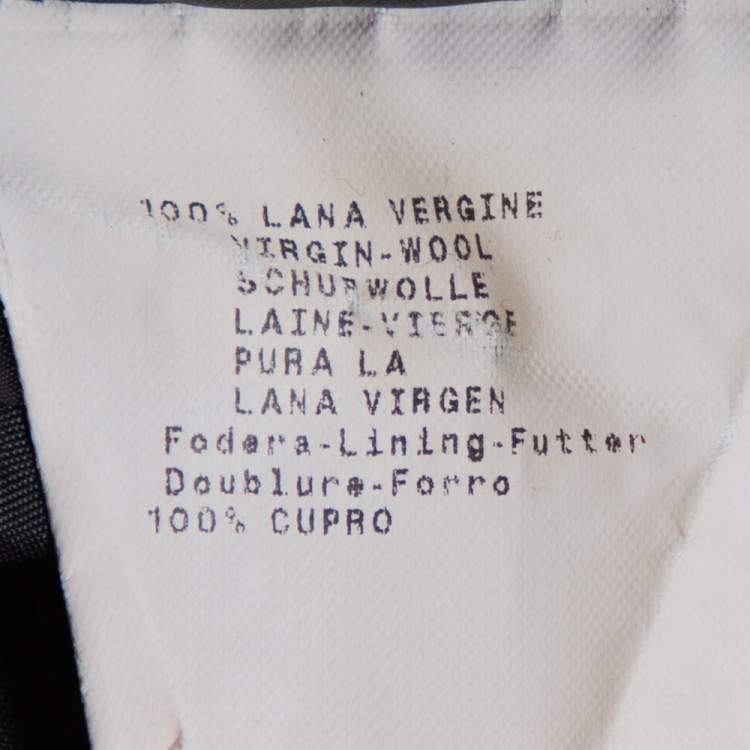 100% LANA VERGINE
VIRGIN-WOOL
SCHURWOLLE
LAINE-VIERGE
PURA LA
LANA VIRGEN
Fodera-Lining-Futter
Doublure-Forro
100% CUPRO